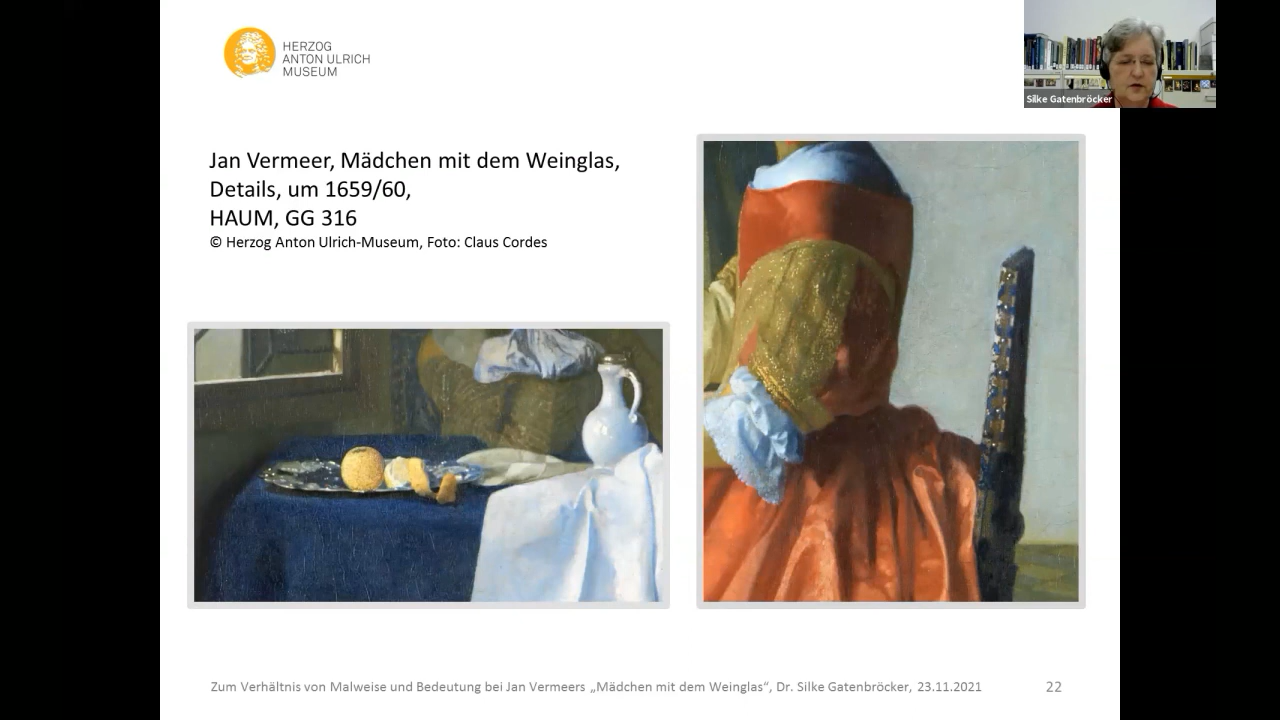 HERZOG
ANTON ULRICH
MUSEUM
Silke Gatenbröcker
Jan Vermeer, Mädchen mit dem Weinglas,
Details, um 1659/60,
HAUM, GG 316
© Herzog Anton Ulrich-Museum, Foto: Claus Cordes
Zum Verhältnis von Malweise und Bedeutung bei Jan Vermeers „Mädchen mit dem Weinglas“, Dr. Silke Gatenbröcker, 23.11.2021
22